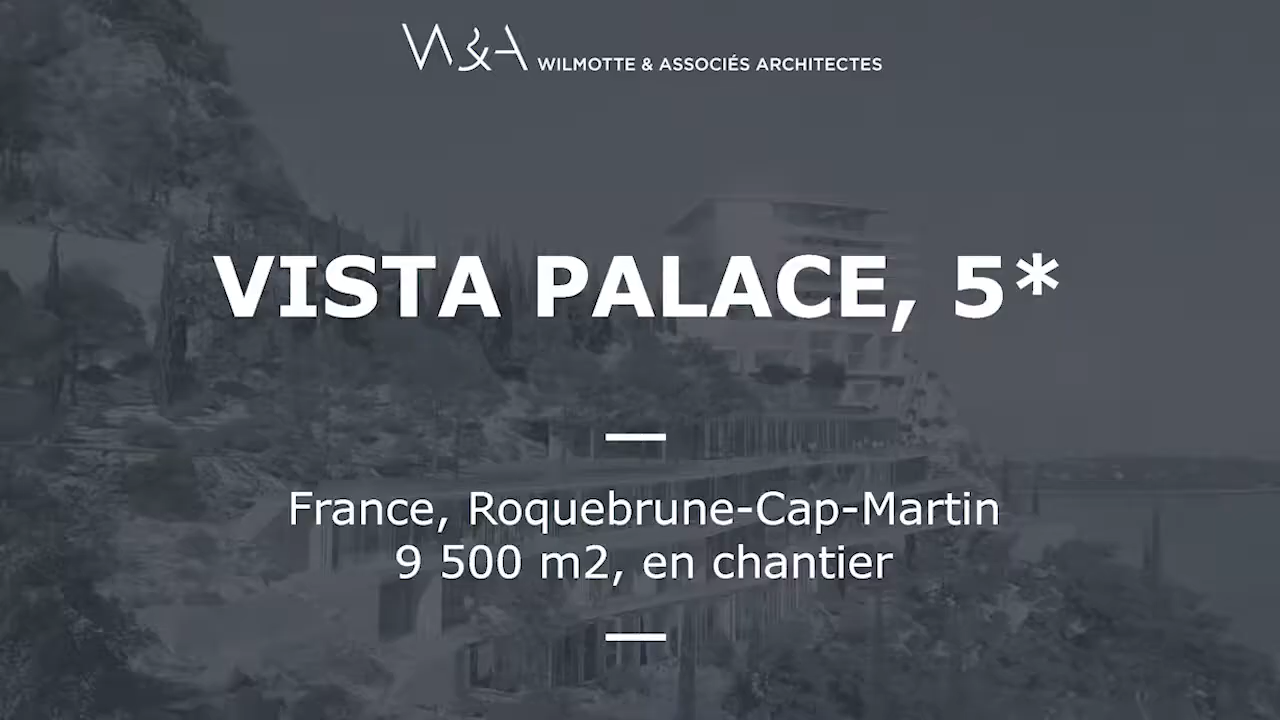 W&A WILMOTTE & ASSOCIÉS ARCHITECTES
VISTA PALACE, 5*
France, Roquebrune-Cap-Martin
9 500 m2, en chantier